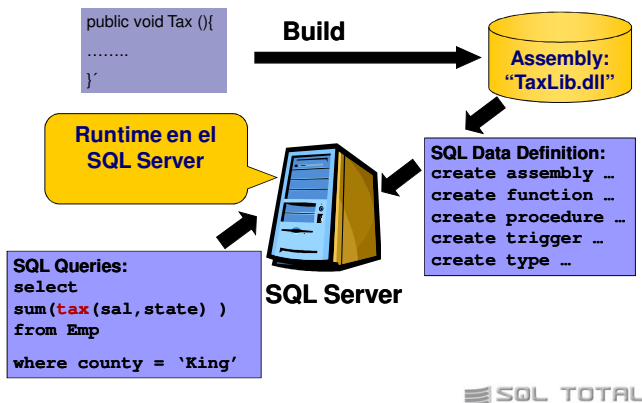 public void Tax (){
........
}´
Build
Assembly:
“TaxLib.dll”
Runtime en el
SQL Server
SQL Data Definition:
create assembly …
create function …
create procedure …
create trigger …
create type …
SQL Server
SQL Queries:
select
sum(tax(sal,state) )
from Emp
where county = ‘King’
SQL TOTAL